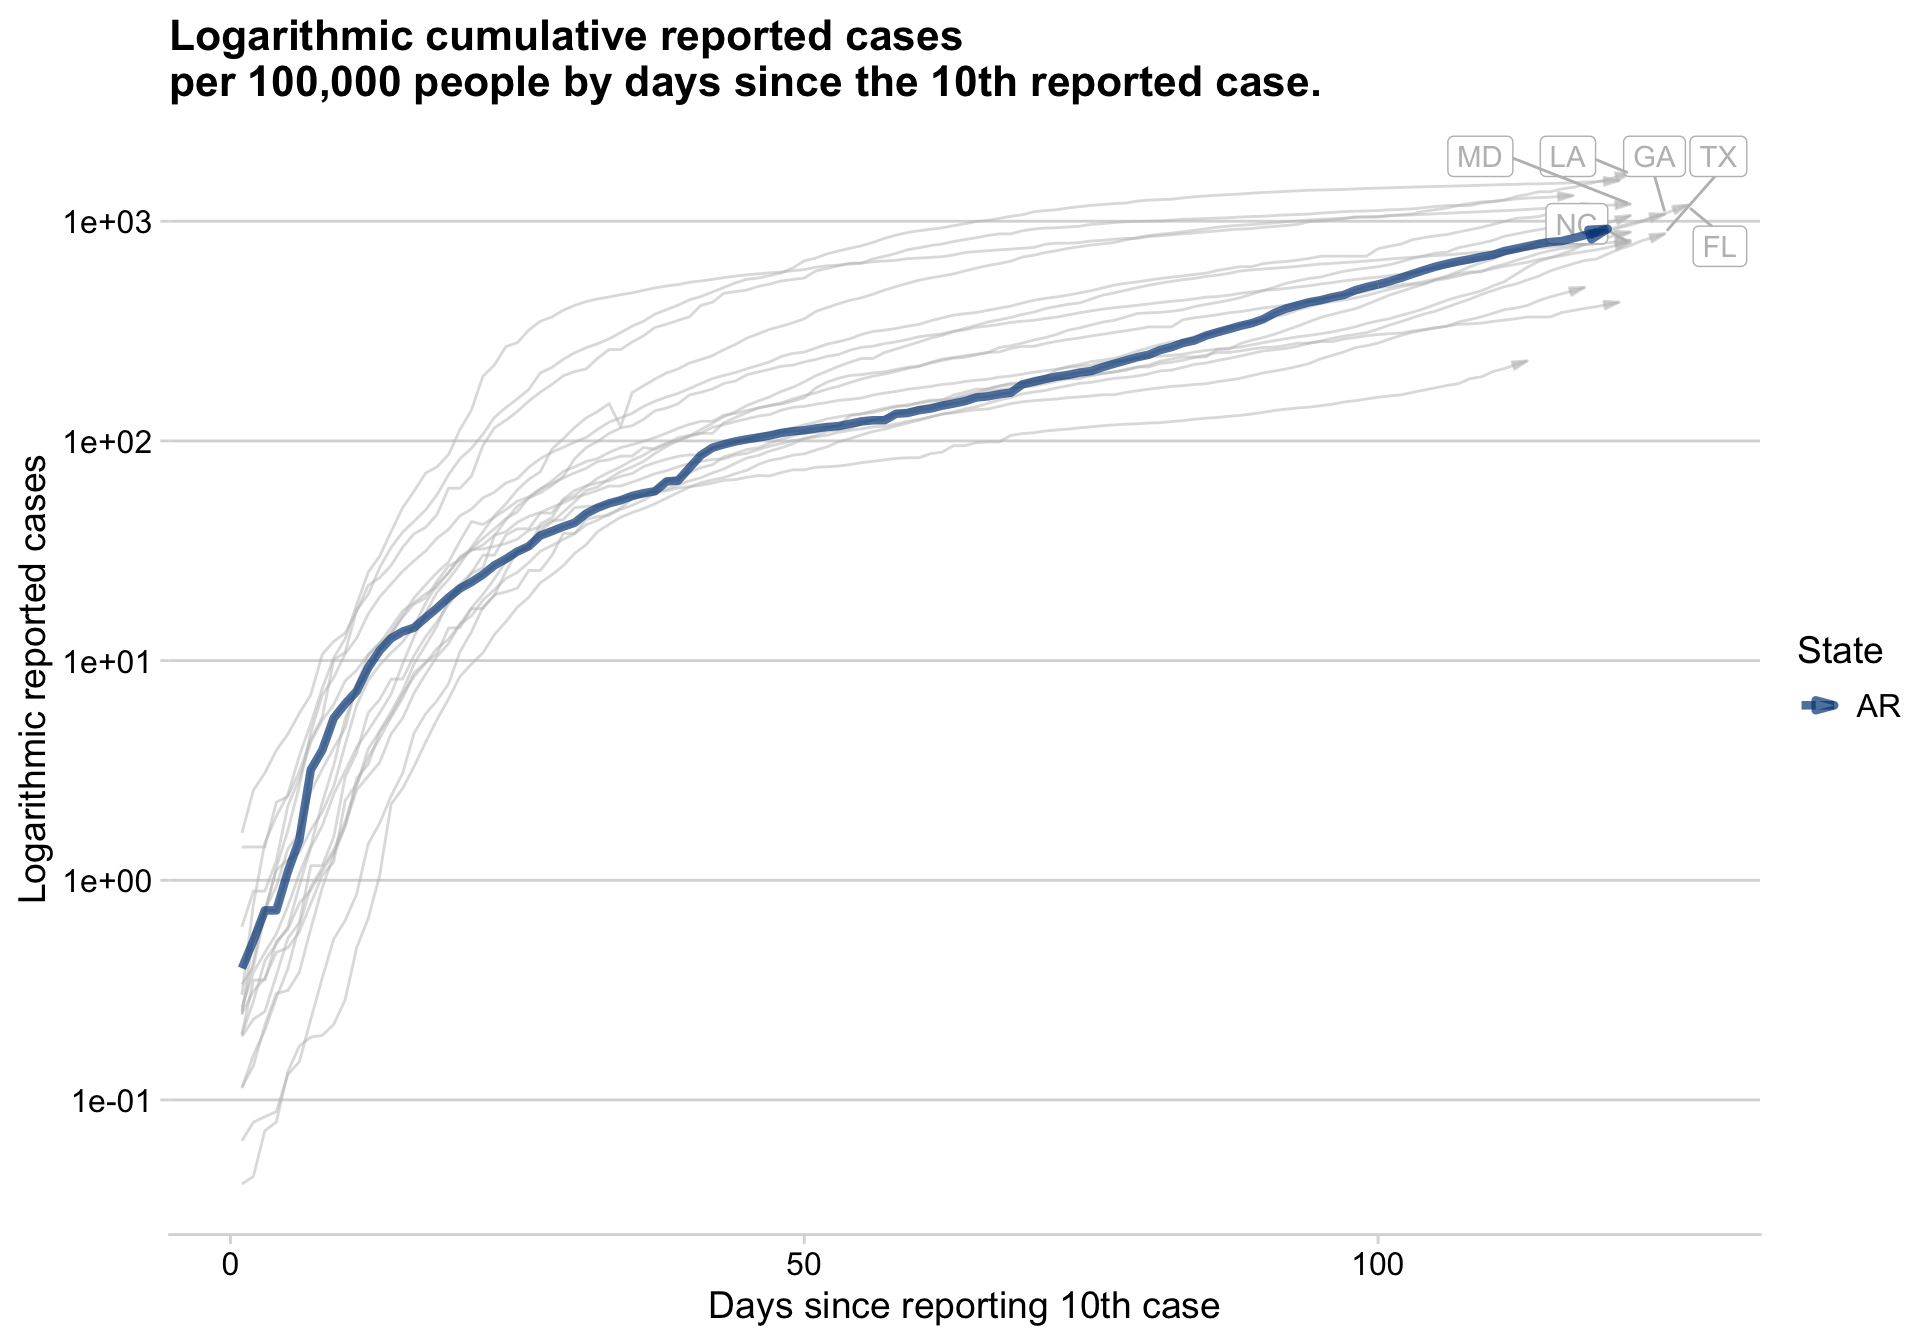 Logarithmic cumulative reported cases
per 100,000 people by days since the 10th reported case.
MD
LA
GA
TX
NC
FL
1e+03
1e+02
1e+01
1e+00
1e-01
Logarithmic reported cases
State
AR
0
50
100
Days since reporting 10th case